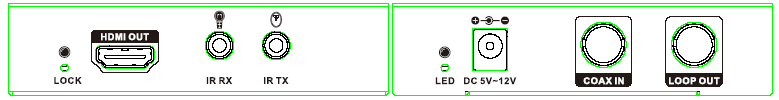 HDMI OUT
LOCK
IR RX
IR TX
LED
DC 5V~12V
COAX IN
LOOP OUT